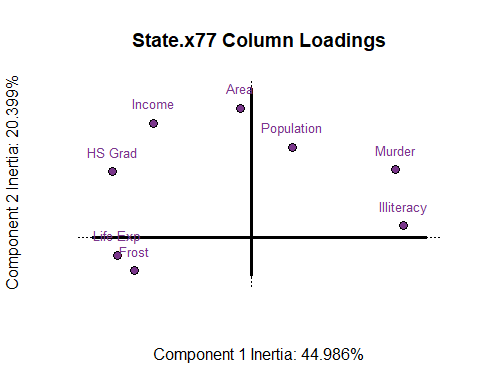 State.x77 Column Loadings
Area
Income
Population
HS Grad
Murder
Illiteracy
Life Exp
Frost
Component 2 Inertia: 20.399%
Component 1 Inertia: 44.986%